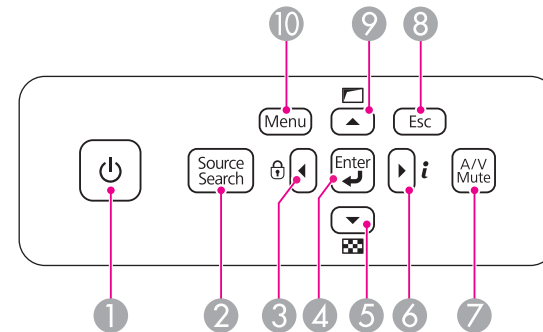 10 9 8
Menu Esc
Source
Search
Enter
i
A/V
Mute
1 2 3 4 5 6 7